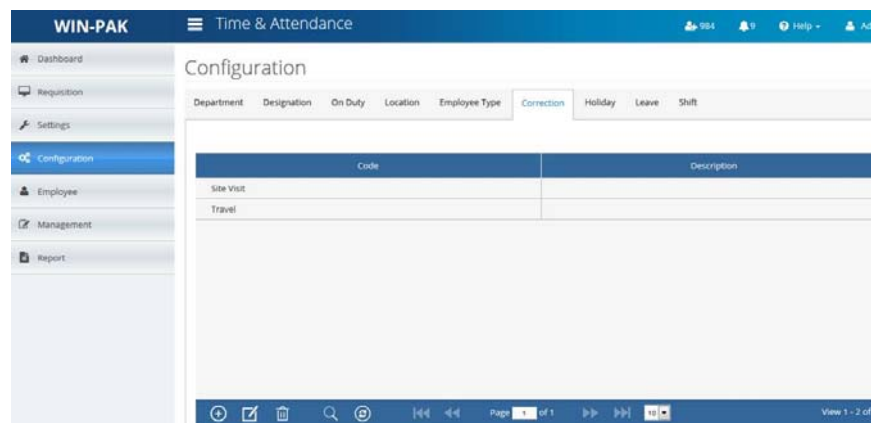 WIN-PAK
Time & Attendance
984
9
Help
Ad
Dashboard
Requisition
Settings
Configuration
Employee
Management
Report
Configuration
Department Designation On Duty Location Employee Type Correction Holiday Leave Shift
Code Description
Site Visit
Travel
Page 1 of 1 10 View 1 - 2 of